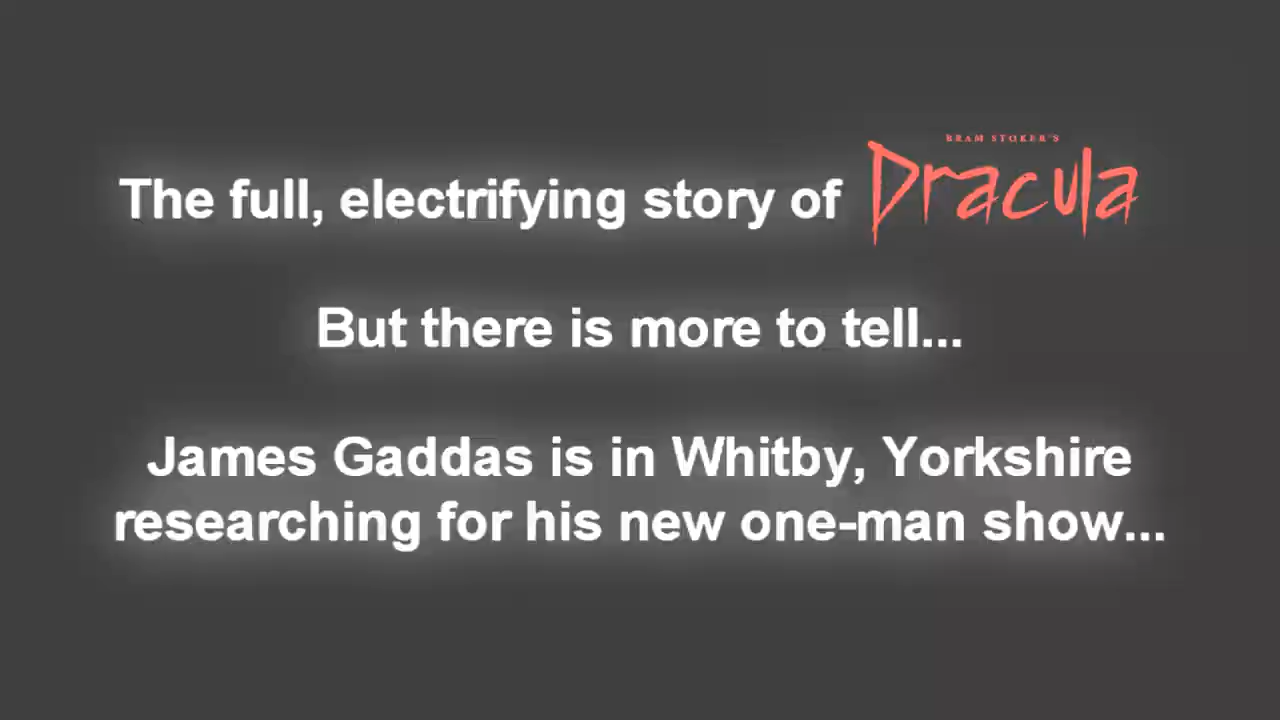 The full, electrifying story of BRAM STOKER'S Dracula
But there is more to tell...
James Gaddas is in Whitby, Yorkshire
researching for his new one-man show...